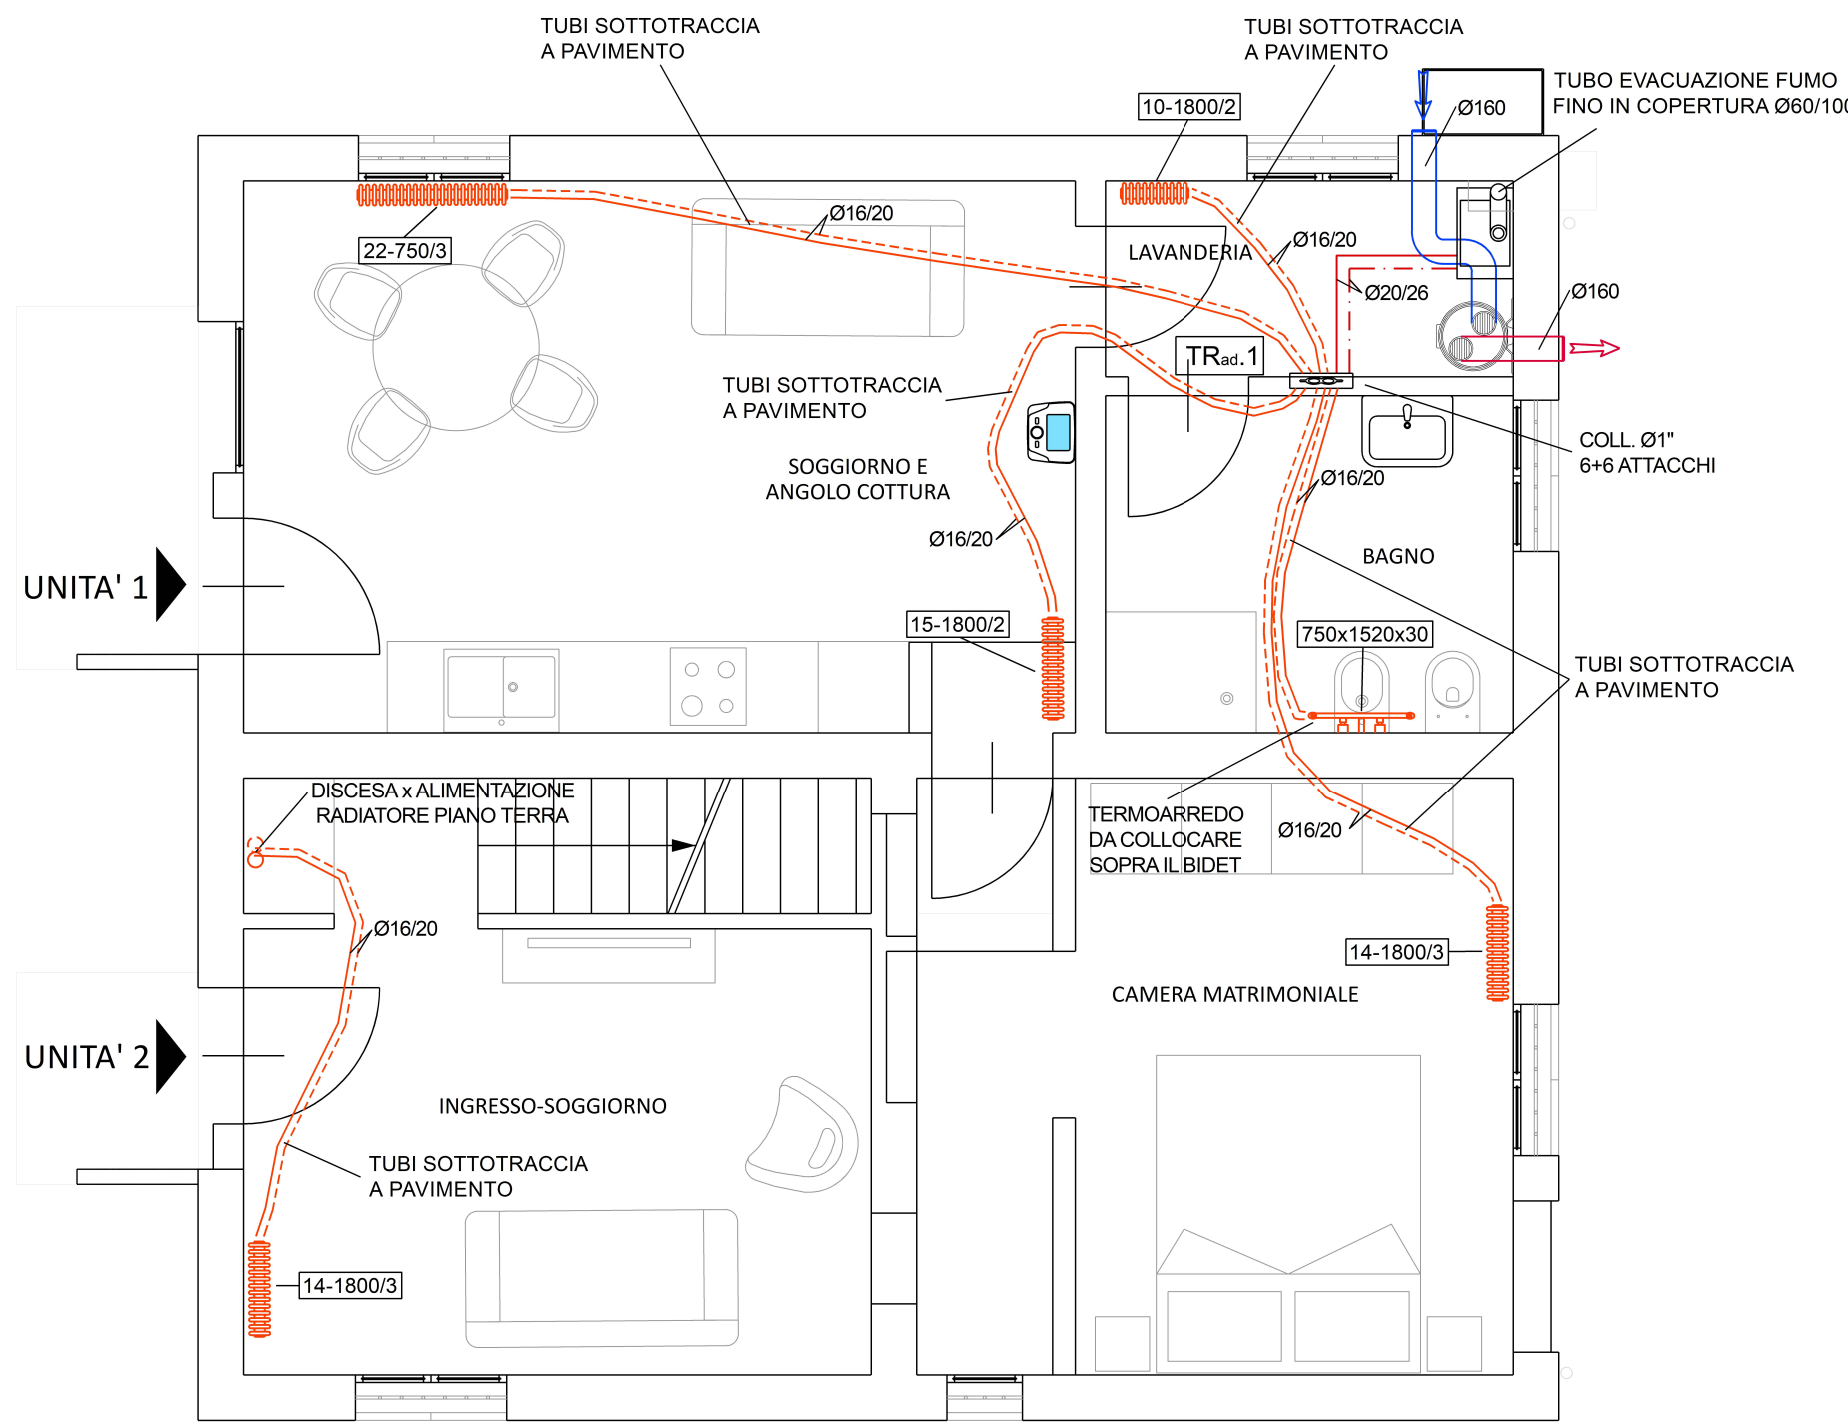 TUBI SOTTOTRACCIA
A PAVIMENTO
TUBI SOTTOTRACCIA
A PAVIMENTO
TUBO EVACUAZIONE FUMO
FINO IN COPERTURA Ø60/100
10-1800/2
Ø160
22-750/3
Ø16/20
LAVANDERIA
Ø16/20
Ø20/26
Ø160
TRad.1
TUBI SOTTOTRACCIA
A PAVIMENTO
COLL. Ø1"
6+6 ATTACCHI
SOGGIORNO E
ANGOLO COTTURA
Ø16/20
Ø16/20
BAGNO
UNITA' 1
15-1800/2
750x1520x30
TUBI SOTTOTRACCIA
A PAVIMENTO
DISCESA x ALIMENTAZIONE
RADIATORE PIANO TERRA
TERMOARREDO
DA COLLOCARE
SOPRA IL BIDET
Ø16/20
Ø16/20
14-1800/3
CAMERA MATRIMONIALE
UNITA' 2
INGRESSO-SOGGIORNO
TUBI SOTTOTRACCIA
A PAVIMENTO
14-1800/3